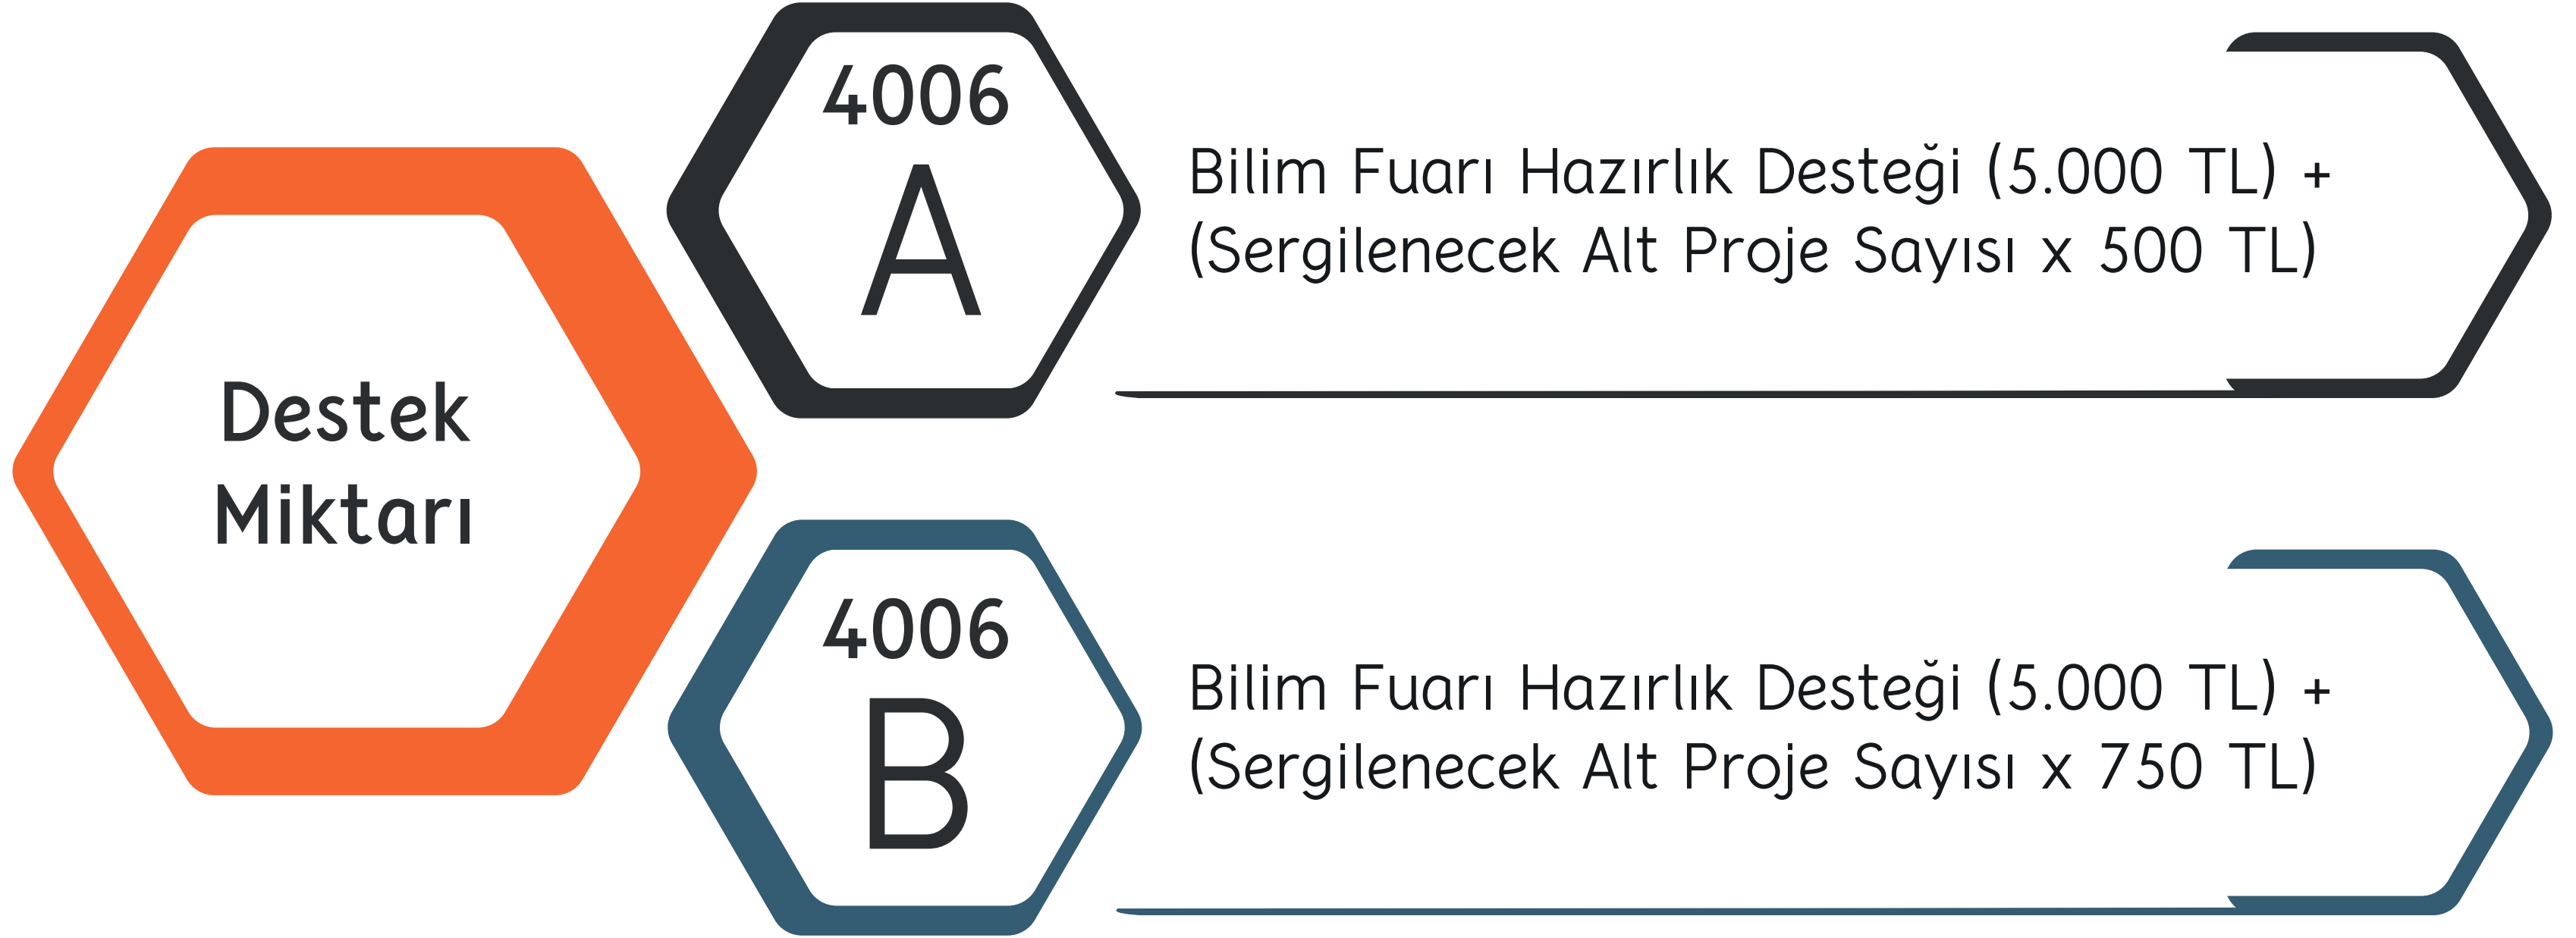 Destek
Miktarı
4006
A
Bilim Fuarı Hazırlık Desteği (5.000 TL) +
(Sergilenecek Alt Proje Sayısı x 500 TL)
4006
B
Bilim Fuarı Hazırlık Desteği (5.000 TL) +
(Sergilenecek Alt Proje Sayısı x 750 TL)